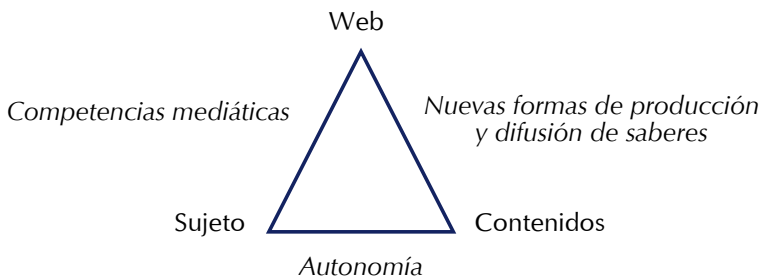 Web
Competencias mediáticas
Nuevas formas de producción
y difusión de saberes
Sujeto
Contenidos
Autonomía